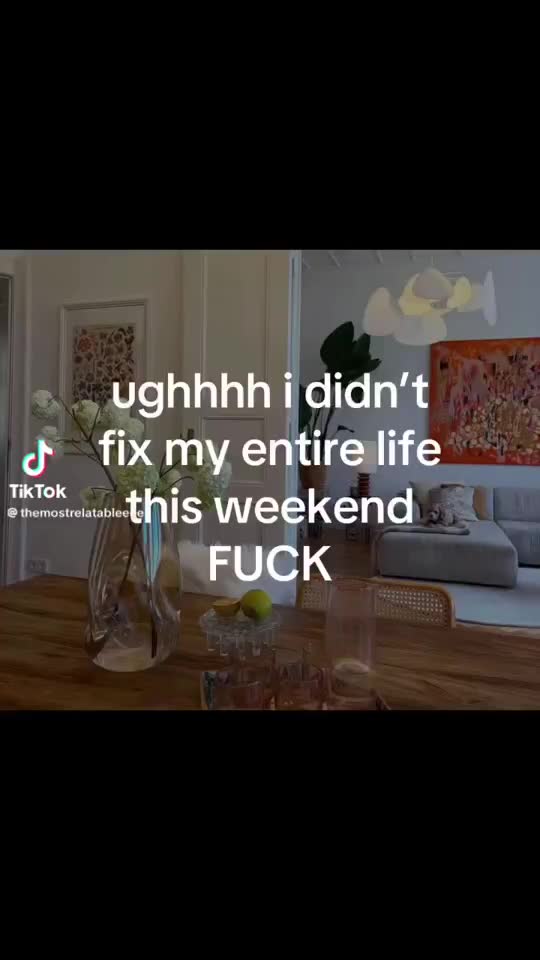 ughhhh i didn’t
fix my entire life
this weekend
FUCK
TikTok